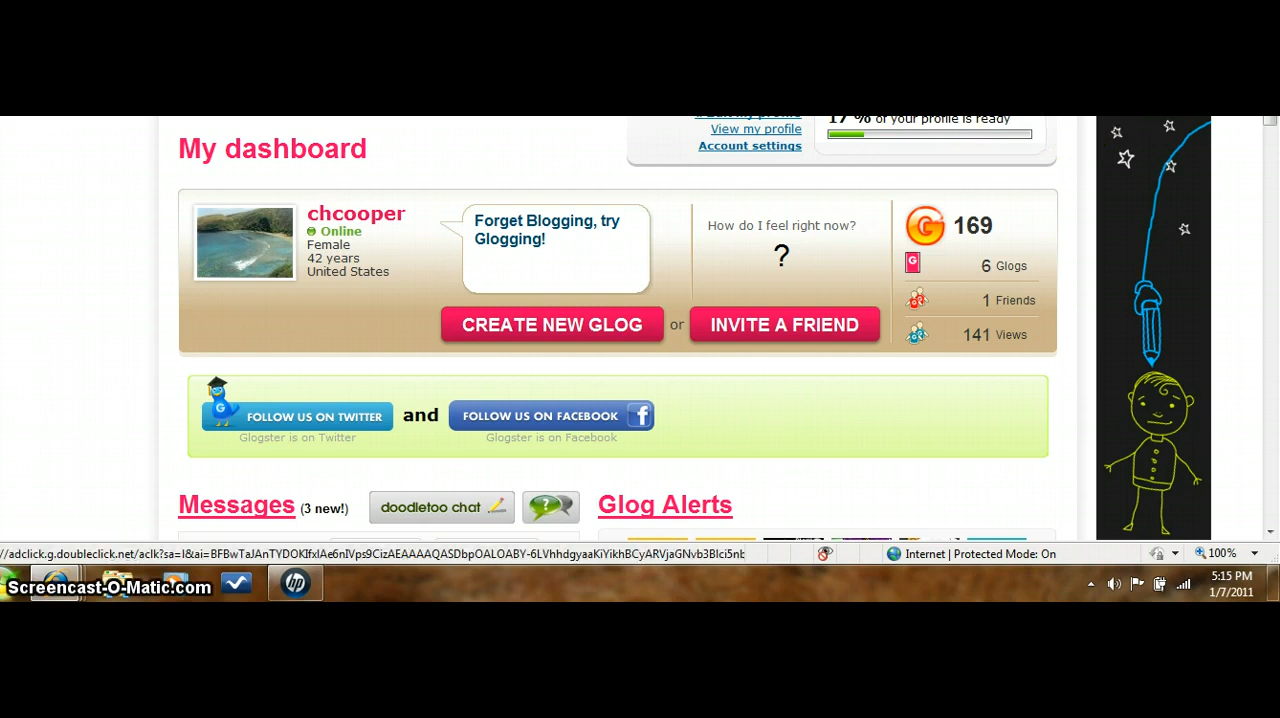 View my profile
Account settings
17 % of your profile is ready
My dashboard
chcooper
Online
Female
42 years
United States
Forget Blogging, try
Glogging!
How do I feel right now?
?
G 169
G 6 Glogs
1 Friends
141 Views
CREATE NEW GLOG or INVITE A FRIEND
G FOLLOW US ON TWITTER and FOLLOW US ON FACEBOOK f
Glogster is on Twitter Glogster is on Facebook
Messages (3 new!) doodletoo chat ? Glog Alerts
Internet | Protected Mode: On 100%
Screencast-O-Matic.com
hp
5:15 PM
1/7/2011